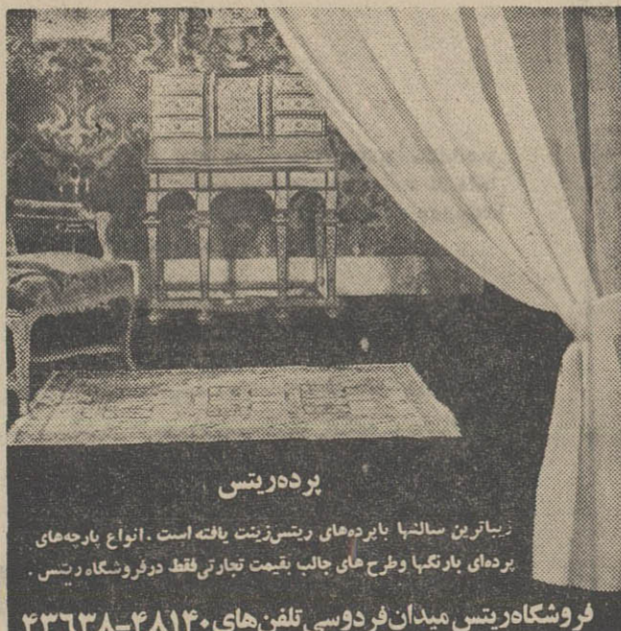 پرده ریتس
زیباترین سالنها با پرده‌های ریتس زینت یافته است. انواع پارچه‌های
پرده‌ای با رنگها و طرح های جالب بقیمت تجارتی فقط در فروشگاه ریتس.
فروشگاه ریتس میدان فردوسی تلفن های ۴۸۱۴۰-۴۳۶۳۸